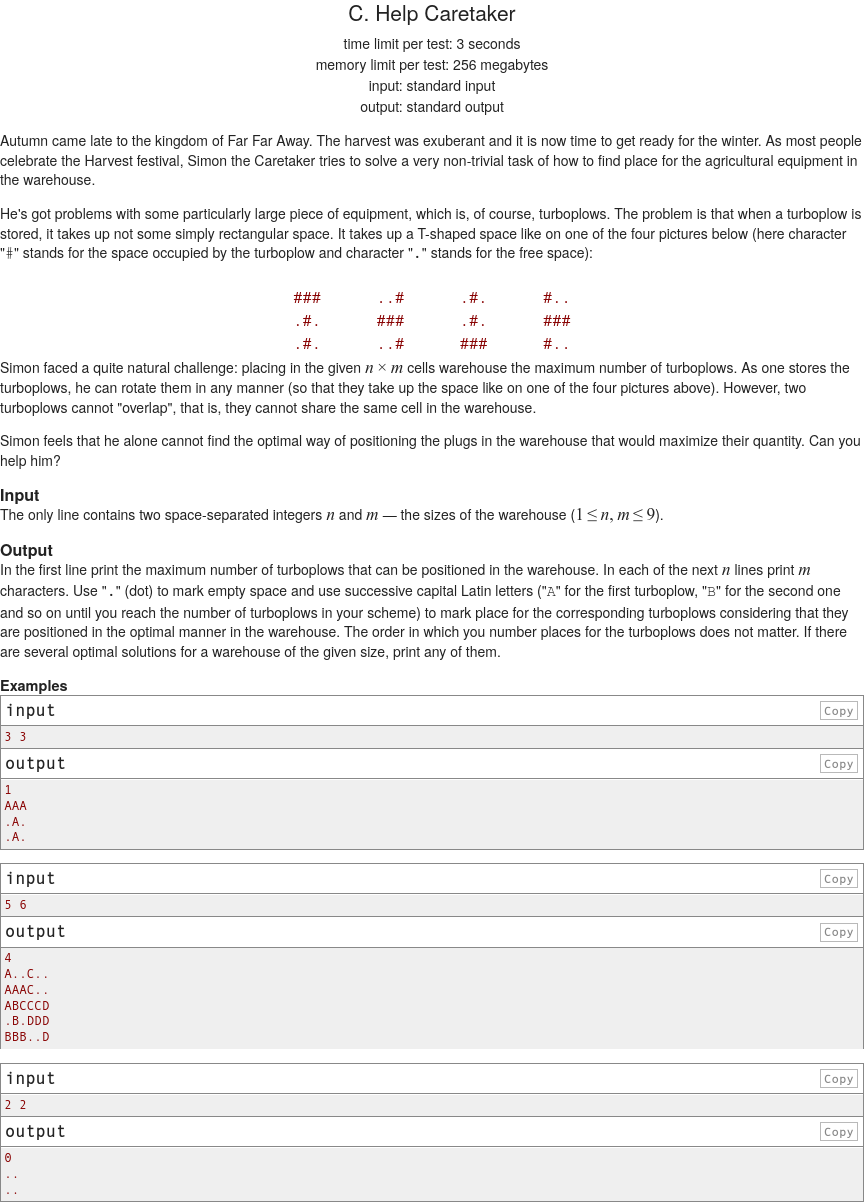 C. Help Caretaker
time limit per test: 3 seconds
memory limit per test: 256 megabytes
input: standard input
output: standard output
Autumn came late to the kingdom of Far Far Away. The harvest was exuberant and it is now time to get ready for the winter. As most people
celebrate the Harvest festival, Simon the Caretaker tries to solve a very non-trivial task of how to find place for the agricultural equipment in
the warehouse.
He's got problems with some particularly large piece of equipment, which is, of course, turboplows. The problem is that when a turboplow is
stored, it takes up not some simply rectangular space. It takes up a T-shaped space like on one of the four pictures below (here character
"#" stands for the space occupied by the turboplow and character "." stands for the free space):
### ..# .#. #..
.#. ### .#. ###
.#. ..# ### #..
Simon faced a quite natural challenge: placing in the given n × m cells warehouse the maximum number of turboplows. As one stores the
turboplows, he can rotate them in any manner (so that they take up the space like on one of the four pictures above). However, two
turboplows cannot "overlap", that is, they cannot share the same cell in the warehouse.
Simon feels that he alone cannot find the optimal way of positioning the plugs in the warehouse that would maximize their quantity. Can you
help him?
Input
The only line contains two space-separated integers n and m — the sizes of the warehouse (1 ≤ n, m ≤ 9).
Output
In the first line print the maximum number of turboplows that can be positioned in the warehouse. In each of the next n lines print m
characters. Use "." (dot) to mark empty space and use successive capital Latin letters ("A" for the first turboplow, "B" for the second one
and so on until you reach the number of turboplows in your scheme) to mark place for the corresponding turboplows considering that they
are positioned in the optimal manner in the warehouse. The order in which you number places for the turboplows does not matter. If there
are several optimal solutions for a warehouse of the given size, print any of them.
Examples
input Copy
3 3
output Copy
1
AAA
.A.
.A.
input Copy
5 6
output Copy
4
A..C..
AAAC..
ABCCCD
.B.DDD
BBB..D
input Copy
2 2
output Copy
0
..
..